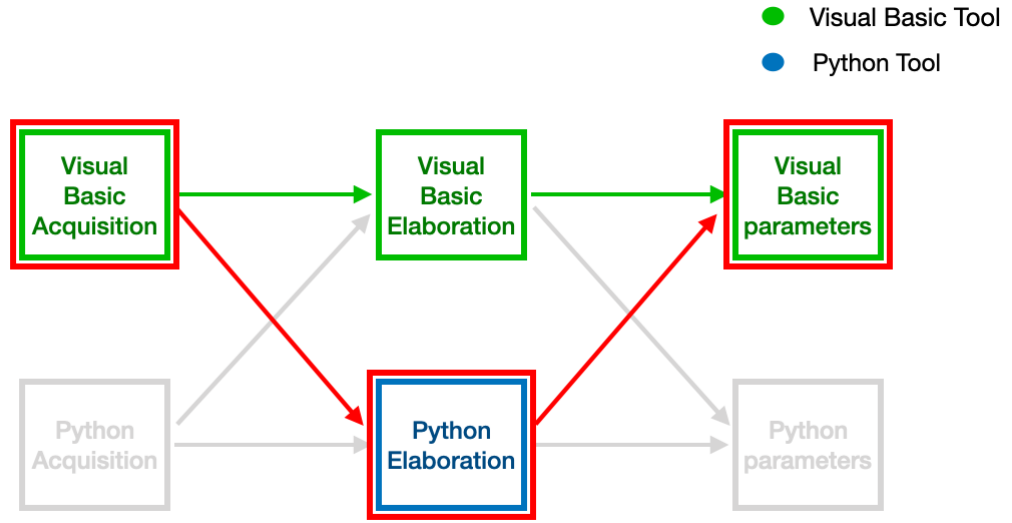 Visual Basic Tool
Python Tool
Visual
Basic
Acquisition
Visual
Basic
Elaboration
Visual
Basic
parameters
Python
Acquisition
Python
Elaboration
Python
parameters